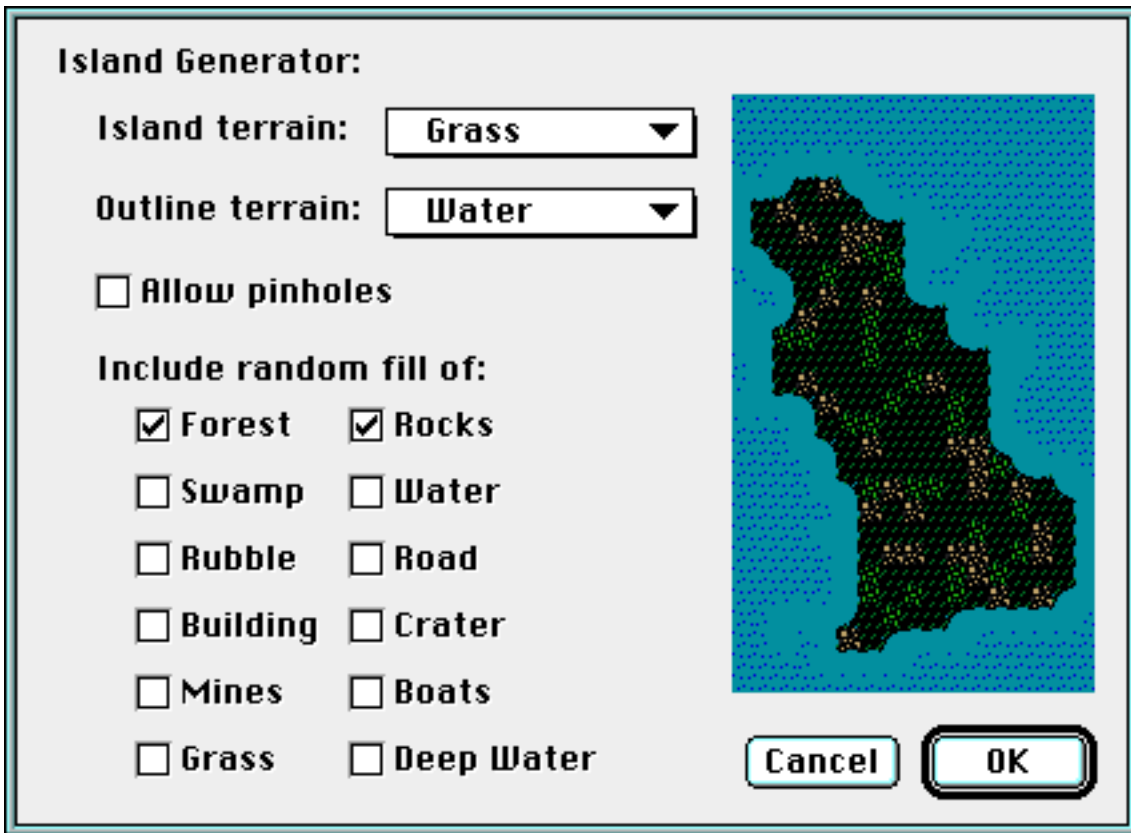 Island Generator:
Island terrain: Grass
Outline terrain: Water
Allow pinholes
Include random fill of:
Forest Rocks
Swamp Water
Rubble Road
Building Crater
Mines Boats
Grass Deep Water
Cancel OK